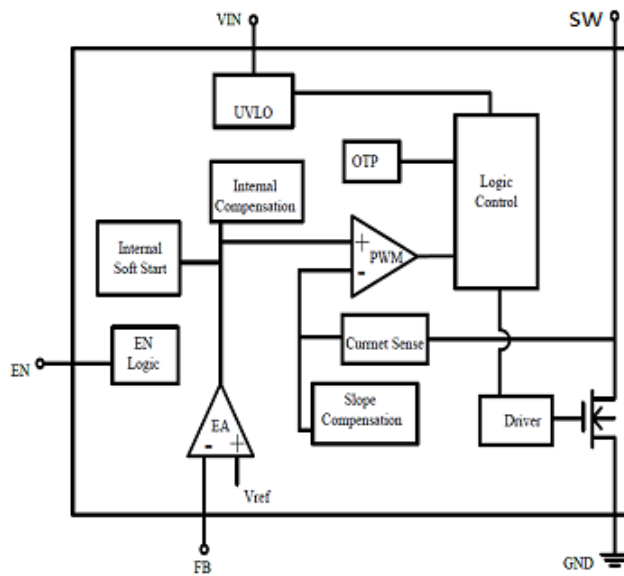 VIN
SW
UVLO
OTP
Logic
Control
Internal
Compensation
Internal
Soft Start
+
PWM
-
EN
Logic
EN
Curmet Sense
Slope
Compensation
EA
-
+
Driver
Vref
FB
GND